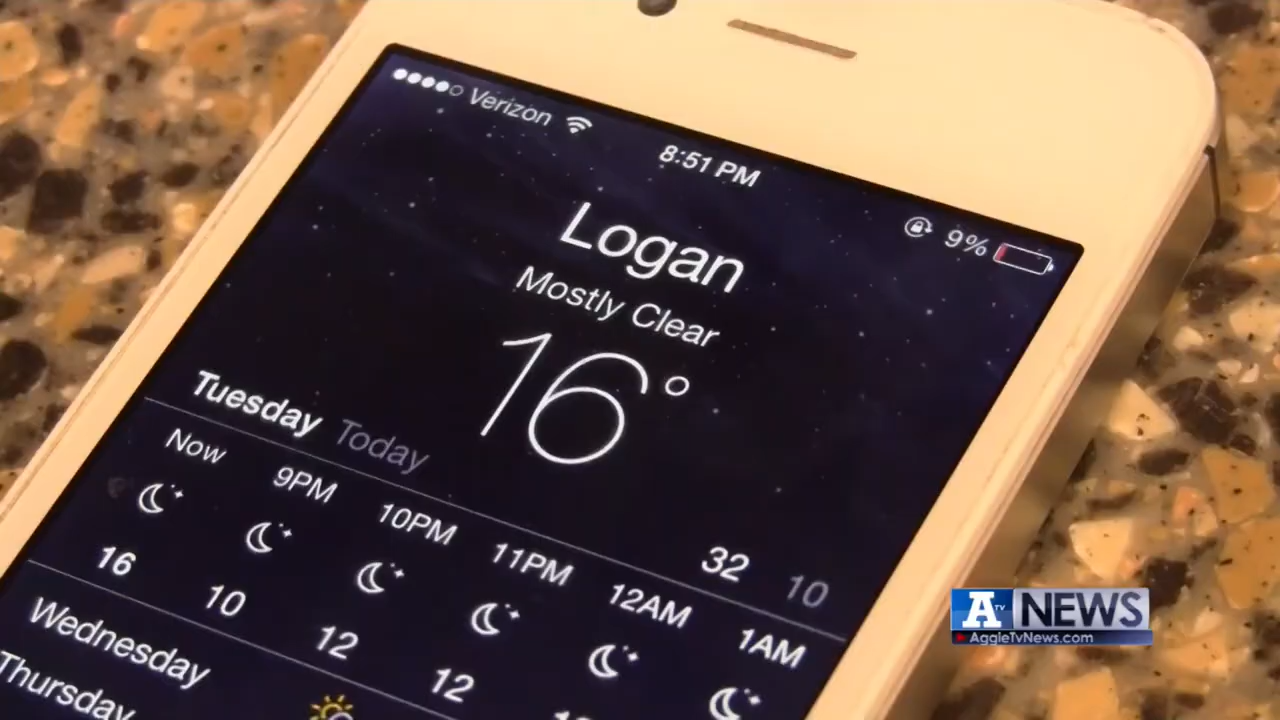 Verizon 8:51 PM 9%
Logan
Mostly Clear
16°
Tuesday Today 32 10
Now 9PM 10PM 11PM 12AM 1AM
16 10 12 12
Wednesday
Thursday
A TV NEWS
AggieTvNews.com